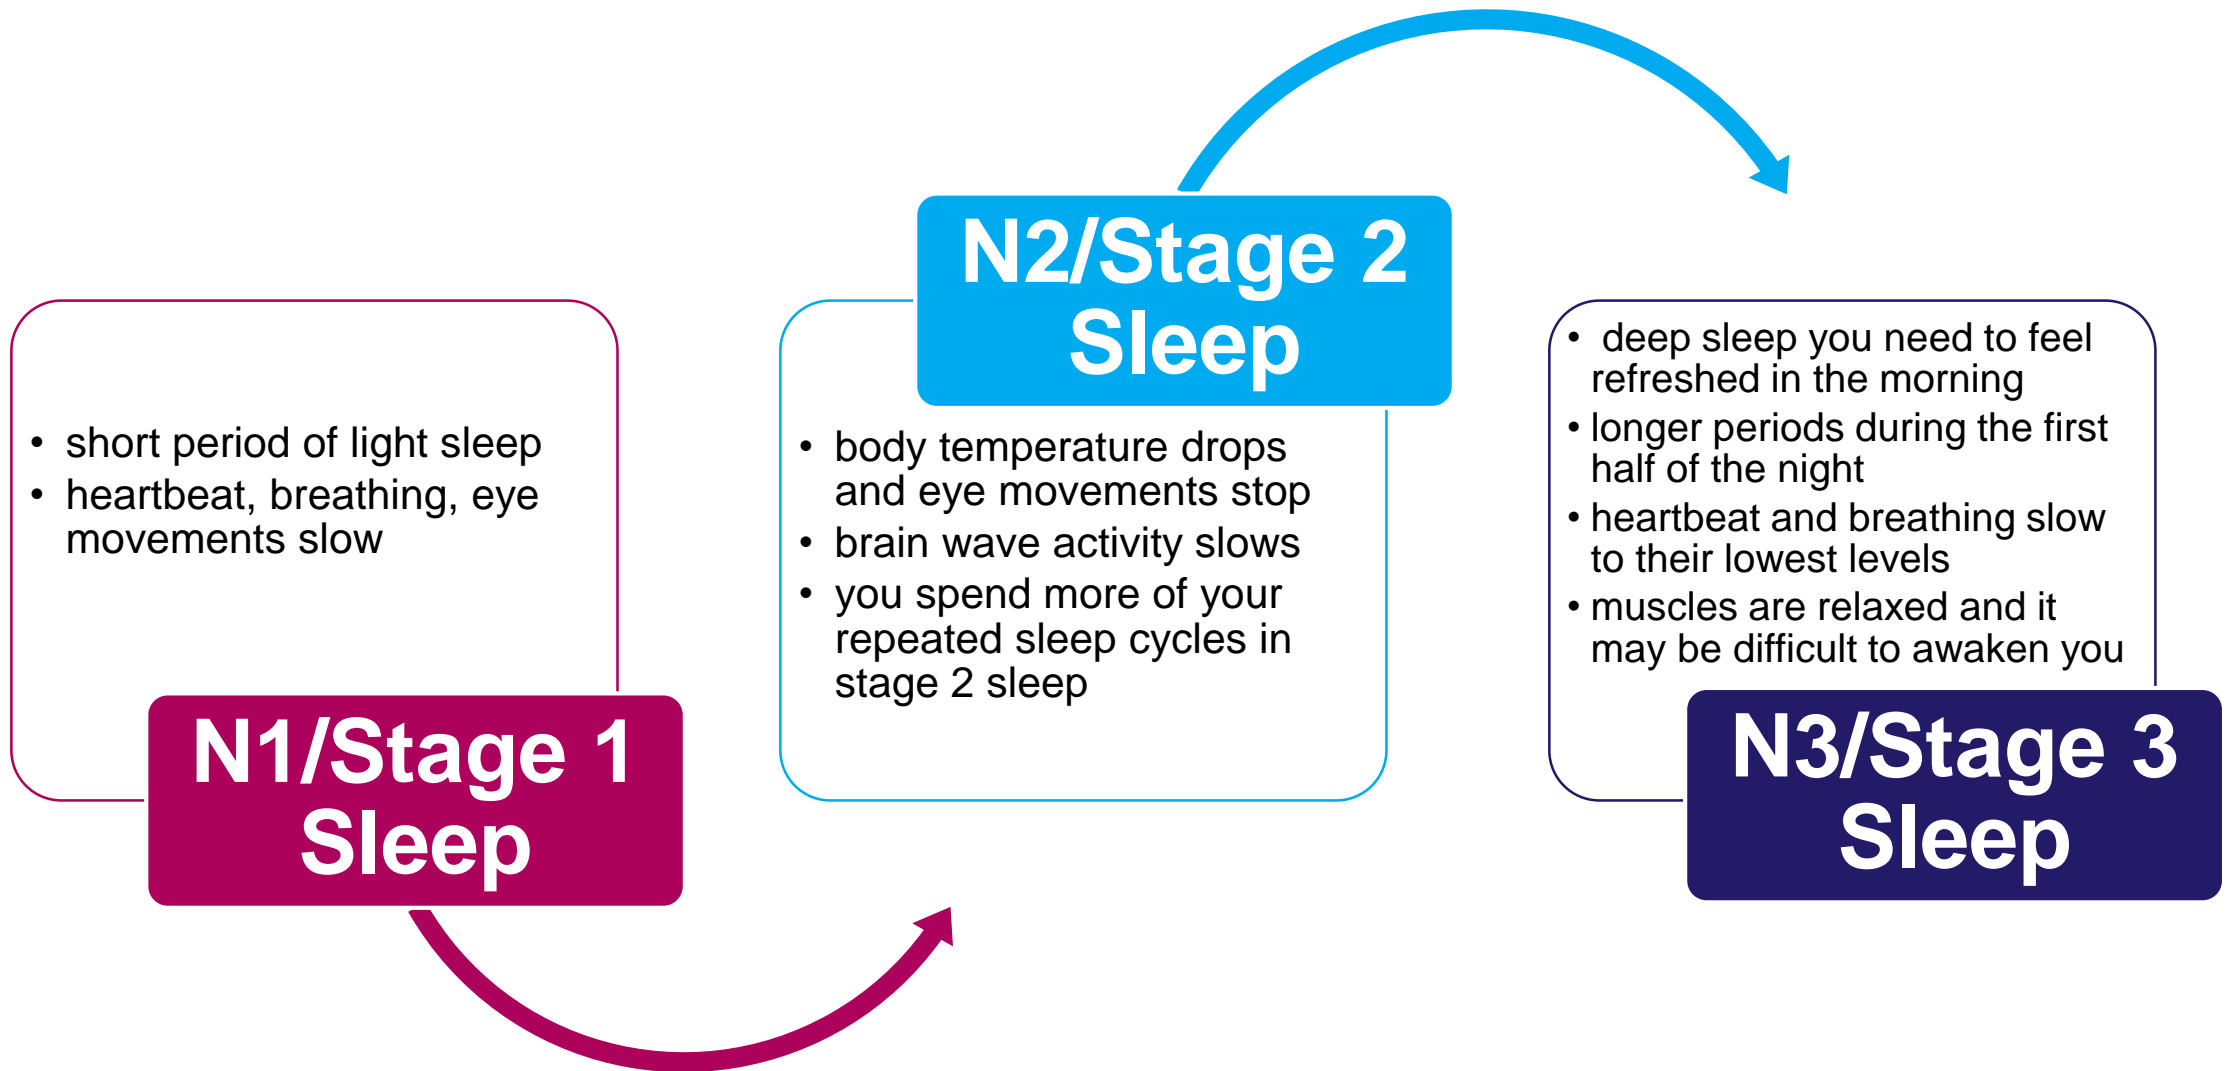 • short period of light sleep
• heartbeat, breathing, eye
movements slow
N1/Stage 1
Sleep
N2/Stage 2
Sleep
• body temperature drops
and eye movements stop
• brain wave activity slows
• you spend more of your
repeated sleep cycles in
stage 2 sleep
• deep sleep you need to feel
refreshed in the morning
• longer periods during the first
half of the night
• heartbeat and breathing slow
to their lowest levels
• muscles are relaxed and it
may be difficult to awaken you
N3/Stage 3
Sleep